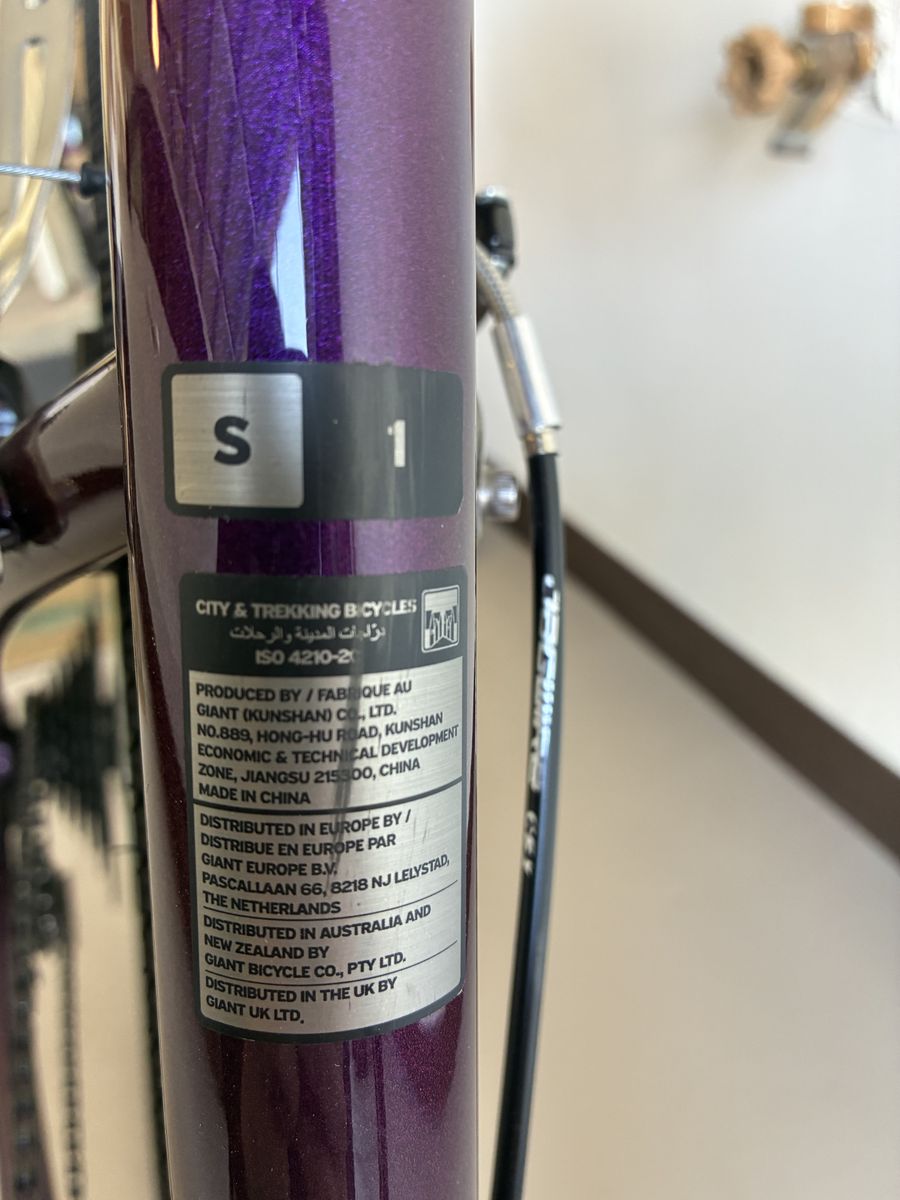 S 1
CITY & TREKKING BICYCLES
درّاجات المدينة والرحلات
ISO 4210-2
PRODUCED BY / FABRIQUE AU
GIANT (KUNSHAN) CO., LTD.
NO.889, HONG-HU ROAD, KUNSHAN
ECONOMIC & TECHNICAL DEVELOPMENT
ZONE, JIANGSU 215300, CHINA
MADE IN CHINA
DISTRIBUTED IN EUROPE BY /
DISTRIBUE EN EUROPE PAR
GIANT EUROPE B.V.
PASCALLAAN 66, 8218 NJ LELYSTAD,
THE NETHERLANDS
DISTRIBUTED IN AUSTRALIA AND
NEW ZEALAND BY
GIANT BICYCLE CO., PTY LTD.
DISTRIBUTED IN THE UK BY
GIANT UK LTD.